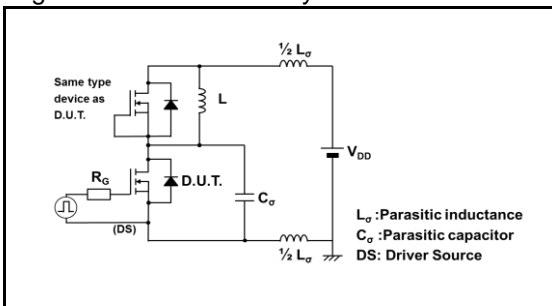 ½ Lσ
Same type
device as
D.U.T.
L
VDD
RG
D.U.T.
Cσ
(DS)
½ Lσ
Lσ :Parasitic inductance
Cσ :Parasitic capacitor
DS: Driver Source